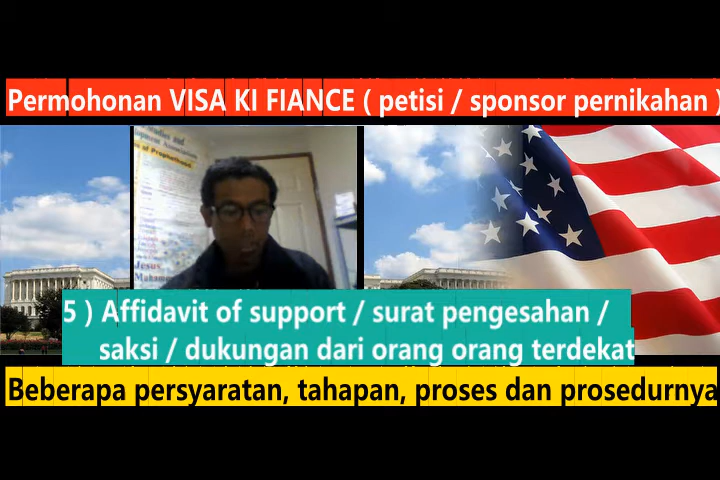 Permohonan VISA KI FIANCE ( petisi / sponsor pernikahan )
Jesus
5 ) Affidavit of support / surat pengesahan /
saksi / dukungan dari orang orang terdekat
Beberapa persyaratan, tahapan, proses dan prosedurnya